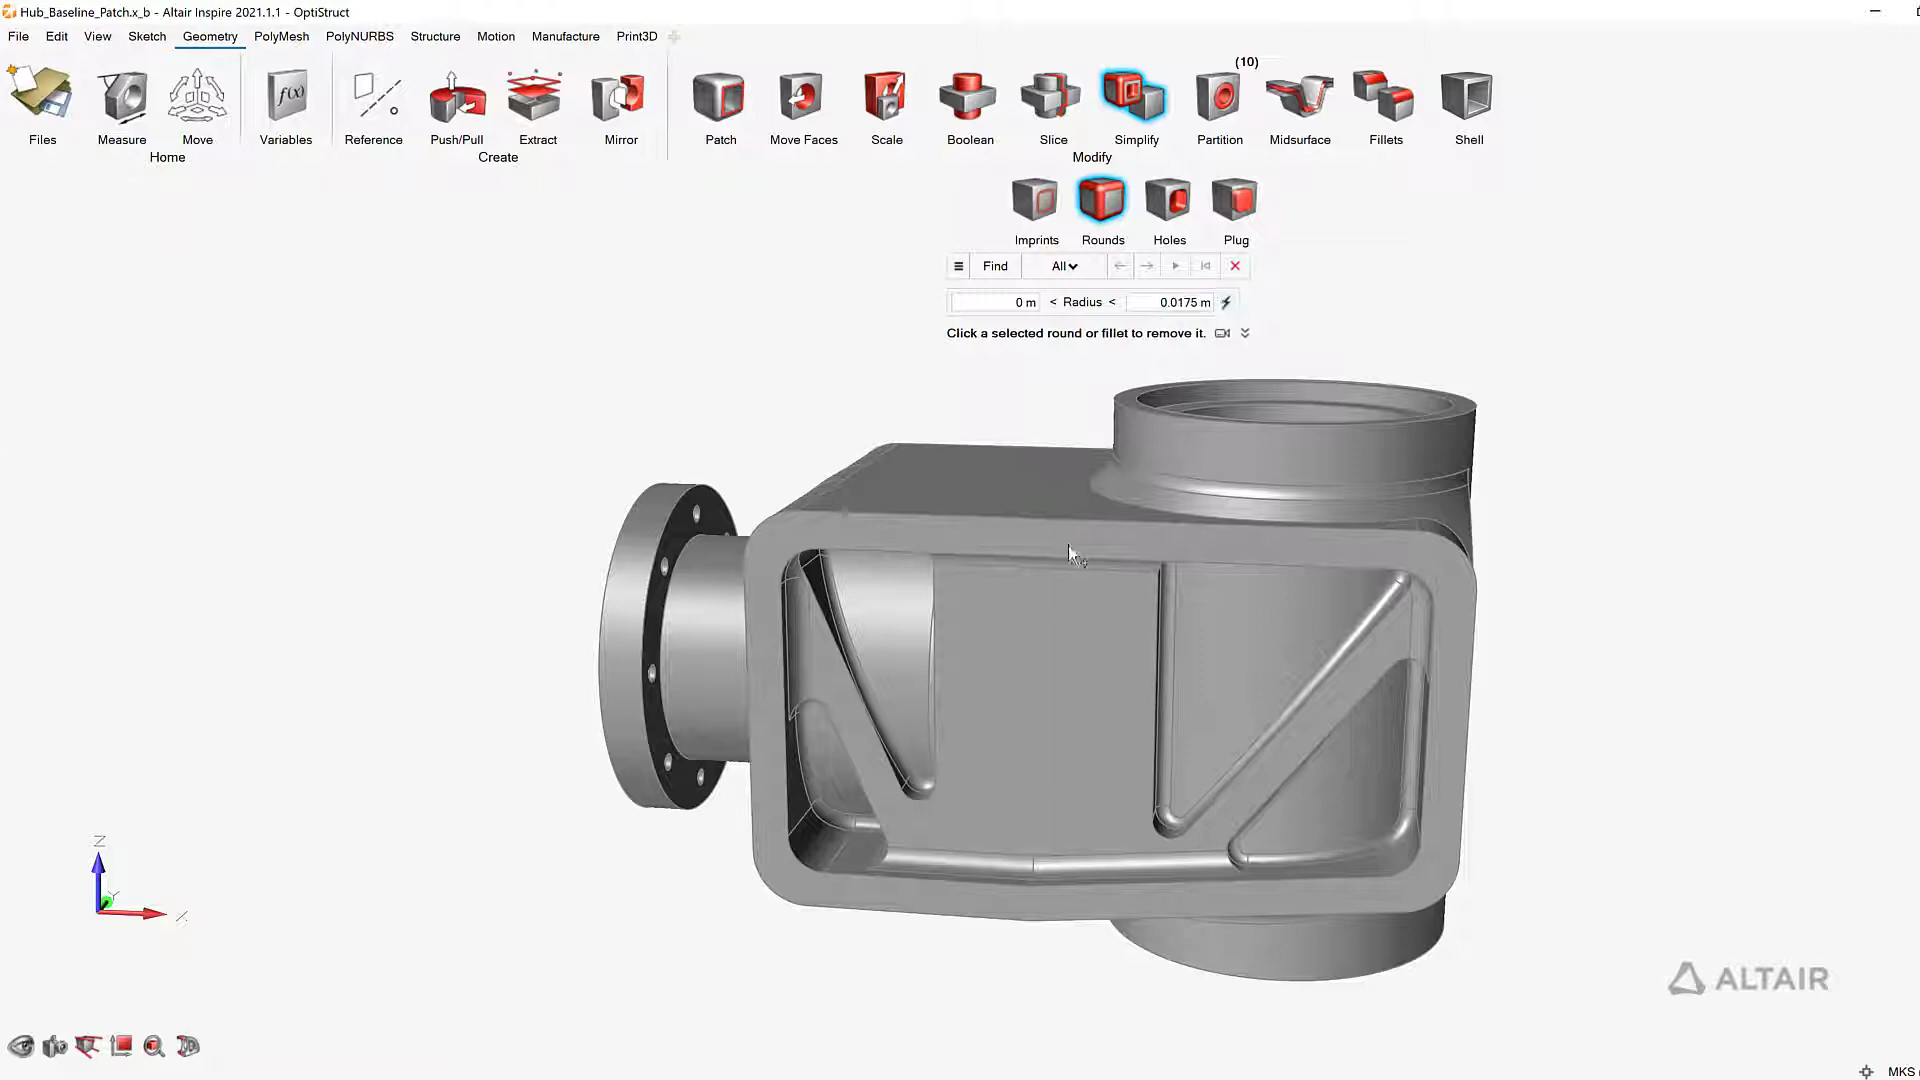 Hub_Baseline_Patch.x_b - Altair Inspire 2021.1.1 - OptiStruct
File Edit View Sketch Geometry PolyMesh PolyNURBS Structure Motion Manufacture Print3D
(10)
f(x)
Files Measure Move Variables Reference Push/Pull Extract Mirror Patch Move Faces Scale Boolean Slice Simplify Partition Midsurface Fillets Shell
Home Create Modify
Imprints Rounds Holes Plug
Find All
0 m < Radius < 0.0175 m
Click a selected round or fillet to remove it.
Z
Y
X
ALTAIR
MKS